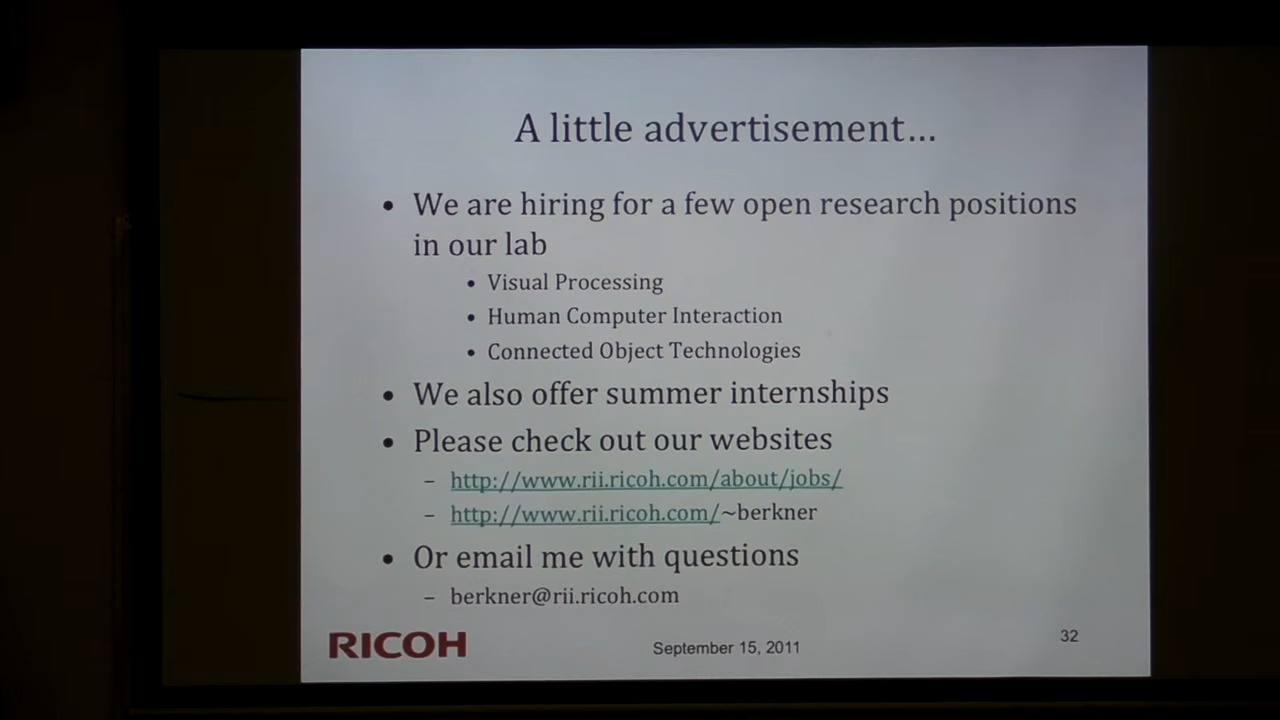 A little advertisement...
• We are hiring for a few open research positions
in our lab
• Visual Processing
• Human Computer Interaction
• Connected Object Technologies
• We also offer summer internships
• Please check out our websites
– http://www.rii.ricoh.com/about/jobs/
– http://www.rii.ricoh.com/~berkner
• Or email me with questions
– berkner@rii.ricoh.com
RICOH
September 15, 2011
32